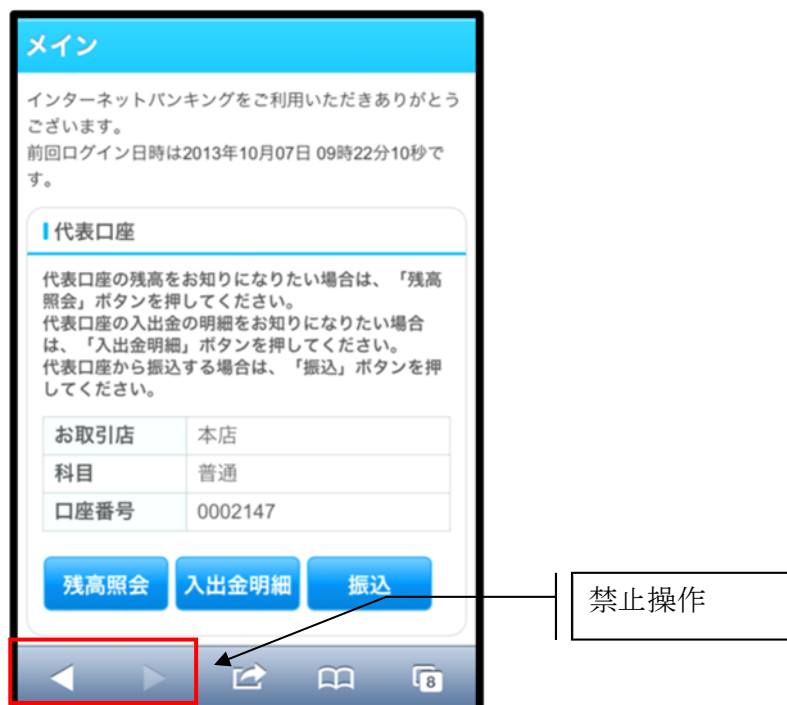 メイン
インターネットバンキングをご利用いただきありがとう
ございます。
前回ログイン日時は2013年10月07日 09時22分10秒で
す。
代表口座
代表口座の残高をお知りになりたい場合は、「残高
照会」ボタンを押してください。
代表口座の入出金の明細をお知りになりたい場合
は、「入出金明細」ボタンを押してください。
代表口座から振込する場合は、「振込」ボタンを押
してください。
お取引店 本店
科目 普通
口座番号 0002147
残高照会 入出金明細 振込
禁止操作
8